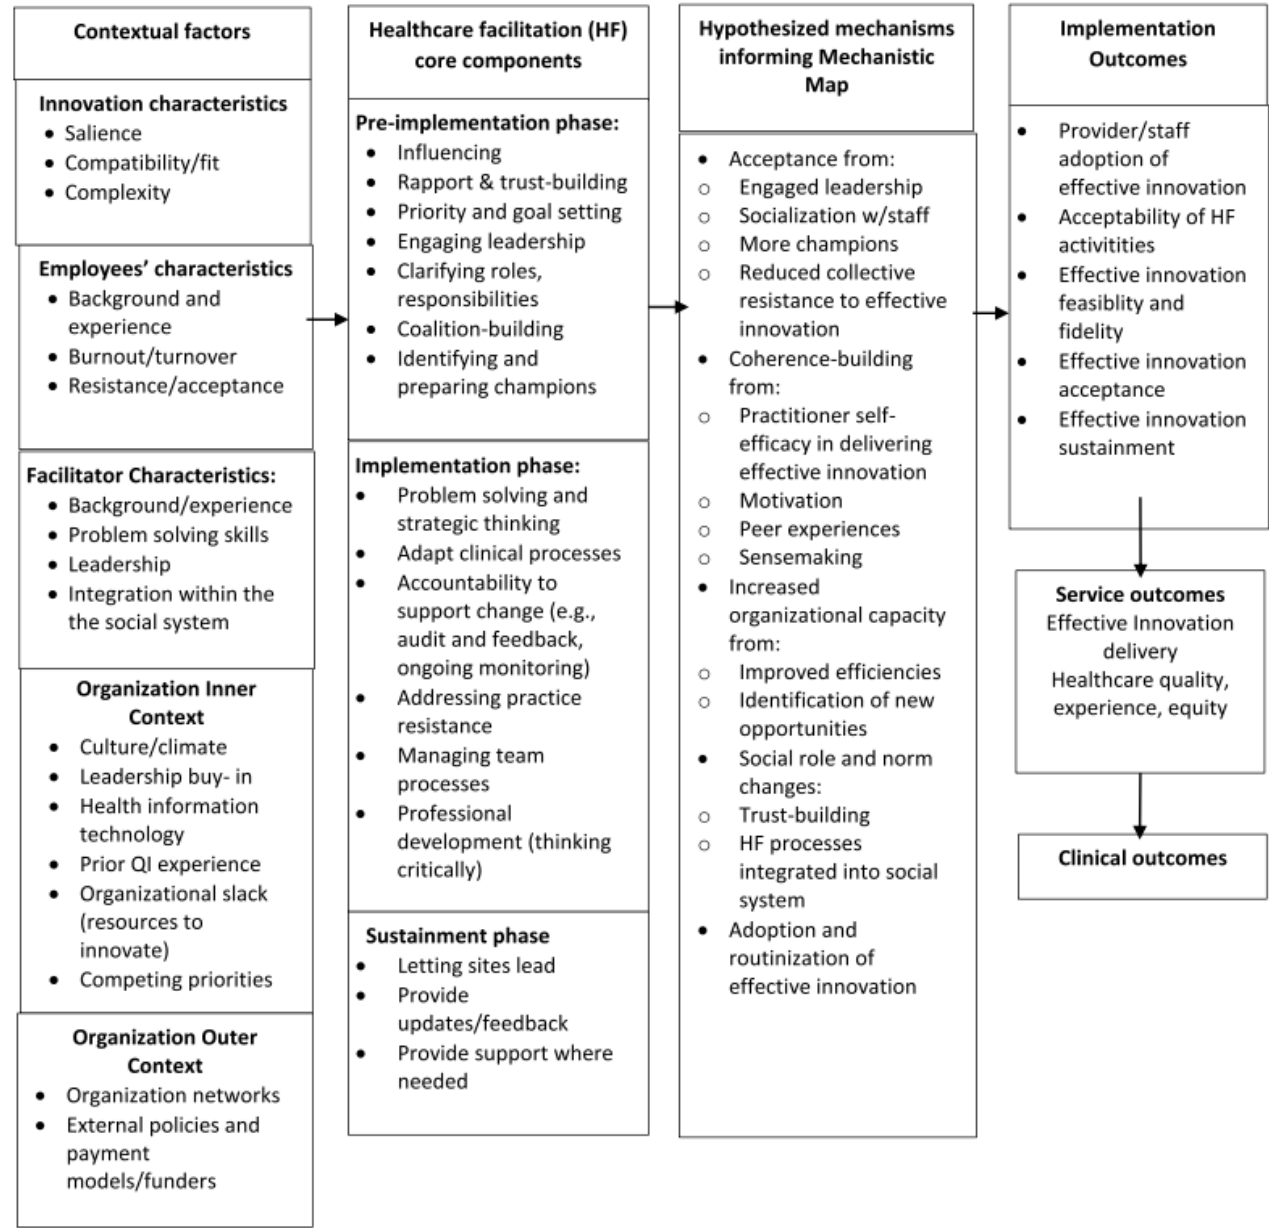 Contextual factors
Innovation characteristics
• Salience
• Compatibility/fit
• Complexity
Employees’ characteristics
• Background and
experience
• Burnout/turnover
• Resistance/acceptance
Facilitator Characteristics:
• Background/experience
• Problem solving skills
• Leadership
• Integration within the
the social system
Organization Inner
Context
• Culture/climate
• Leadership buy- in
• Health information
technology
• Prior QI experience
• Organizational slack
(resources to
innovate)
• Competing priorities
Organization Outer
Context
• Organization networks
• External policies and
payment
models/funders
Healthcare facilitation (HF)
core components
Pre-implementation phase:
• Influencing
• Rapport & trust-building
• Priority and goal setting
• Engaging leadership
• Clarifying roles,
responsibilities
• Coalition-building
• Identifying and
preparing champions
Implementation phase:
• Problem solving and
strategic thinking
• Adapt clinical processes
• Accountability to
support change (e.g.,
audit and feedback,
ongoing monitoring)
• Addressing practice
resistance
• Managing team
processes
• Professional
development (thinking
critically)
Sustainment phase
• Letting sites lead
• Provide
updates/feedback
• Provide support where
needed
Hypothesized mechanisms
informing Mechanistic
Map
• Acceptance from:
o Engaged leadership
o Socialization w/staff
o More champions
o Reduced collective
resistance to effective
innovation
• Coherence-building
from:
o Practitioner self-
efficacy in delivering
effective innovation
o Motivation
o Peer experiences
o Sensemaking
• Increased
organizational capacity
from:
o Improved efficiencies
o Identification of new
opportunities
• Social role and norm
changes:
o Trust-building
o HF processes
integrated into social
system
• Adoption and
routinization of
effective innovation
Implementation
Outcomes
• Provider/staff
adoption of
effective innovation
• Acceptability of HF
activitities
• Effective innovation
feasiblity and
fidelity
• Effective innovation
acceptance
• Effective innovation
sustainment
Service outcomes
Effective Innovation
delivery
Healthcare quality,
experience, equity
Clinical outcomes